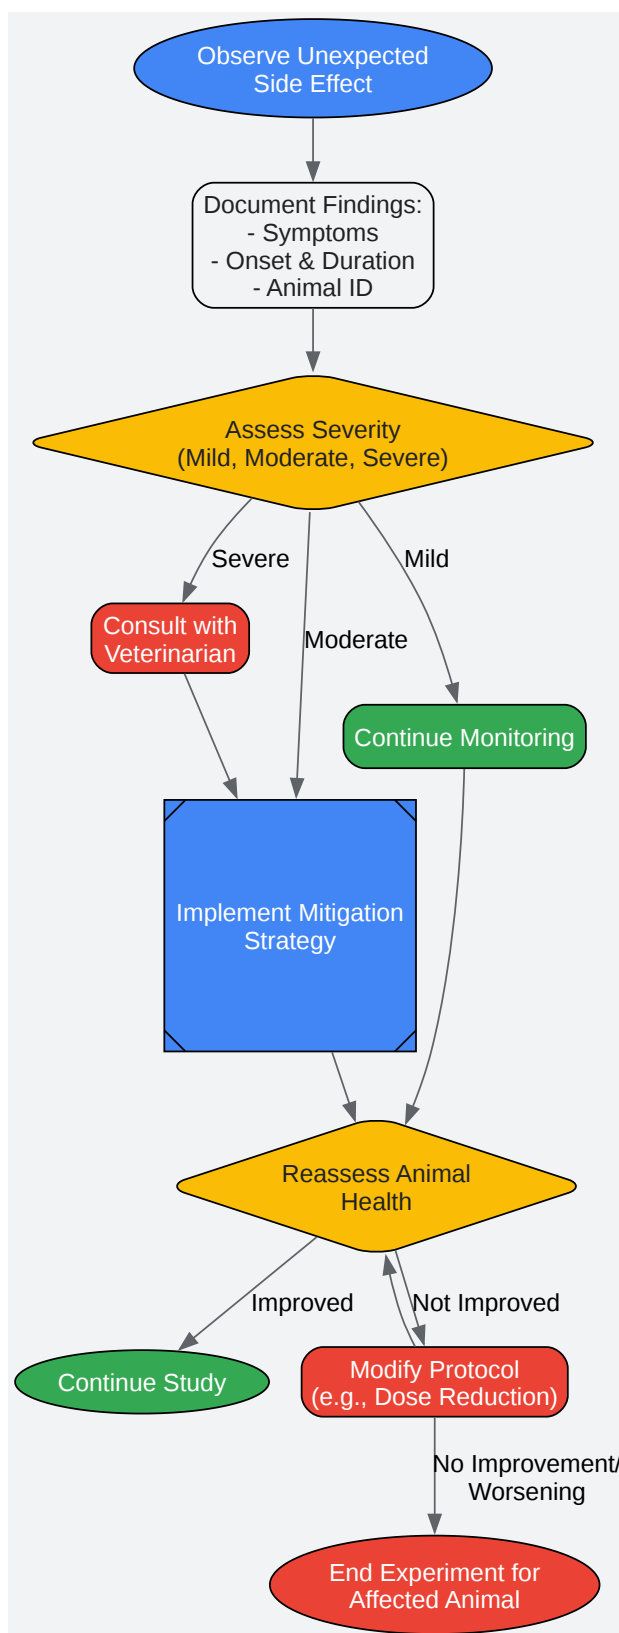 Observe Unexpected
Side Effect
Document Findings:
- Symptoms
- Onset & Duration
- Animal ID
Assess Severity
(Mild, Moderate, Severe)
Severe
Mild
Consult with
Veterinarian
Moderate
Continue Monitoring
Implement Mitigation
Strategy
Reassess Animal
Health
Improved
Not Improved
Continue Study
Modify Protocol
(e.g., Dose Reduction)
No Improvement/
Worsening
End Experiment for
Affected Animal